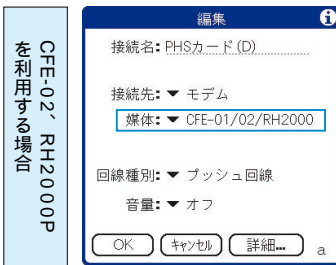 CFE-02、RH2000P
を利用する場合
編集
接続名: PHSカード(D)
接続先: ▼ モデム
媒体: ▼ CFE-01/02/RH2000
回線種別: ▼ プッシュ回線
音量: ▼ オフ
OK キャンセル 詳細... a